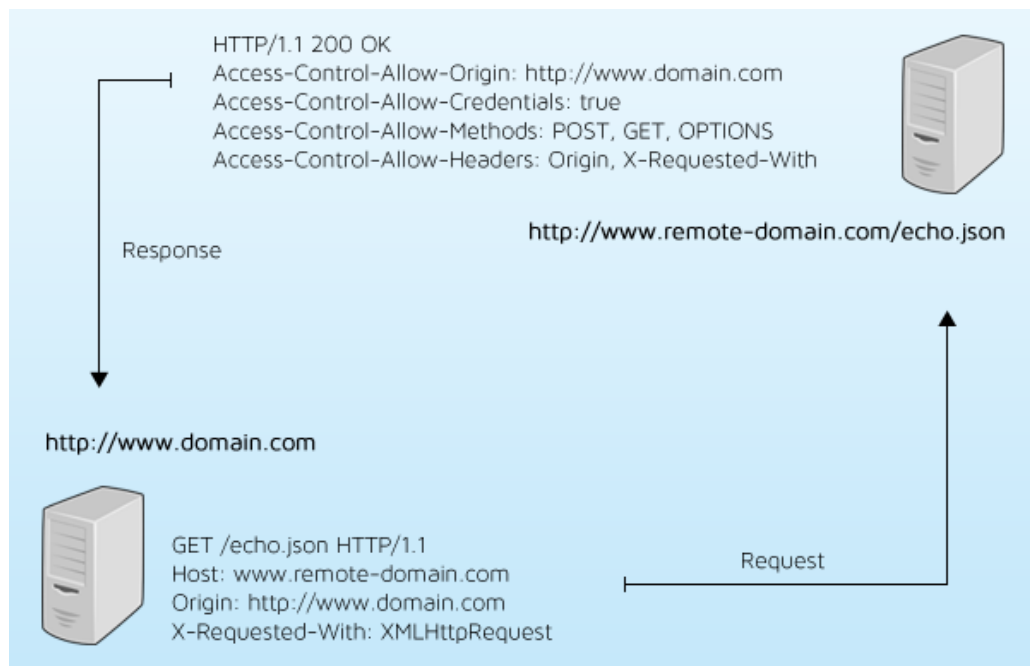 HTTP/1.1 200 OK
Access-Control-Allow-Origin: http://www.domain.com
Access-Control-Allow-Credentials: true
Access-Control-Allow-Methods: POST, GET, OPTIONS
Access-Control-Allow-Headers: Origin, X-Requested-With
http://www.remote-domain.com/echo.json
Response
http://www.domain.com
GET /echo.json HTTP/1.1
Host: www.remote-domain.com
Origin: http://www.domain.com
X-Requested-With: XMLHttpRequest
Request